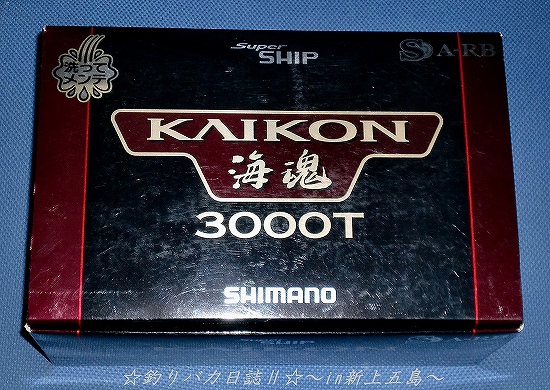 洗って
メンテ
Super
SHIP
S A-RB
KAIKON
海魂
3000T
SHIMANO
☆釣りバカ日誌Ⅱ☆～in新上五島～